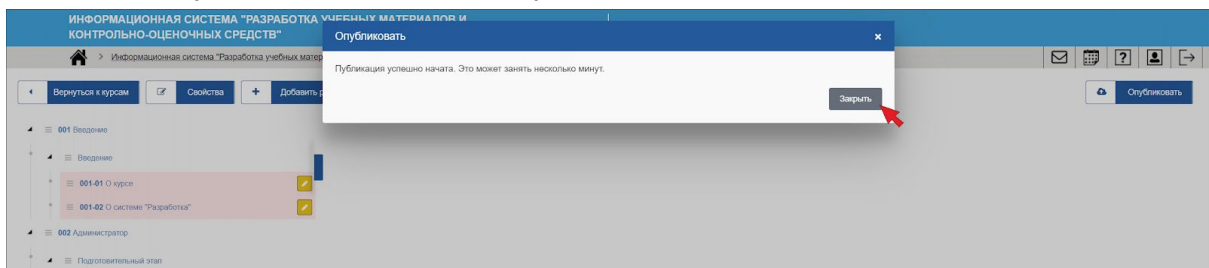 ИНФОРМАЦИОННАЯ СИСТЕМА "РАЗРАБОТКА УЧЕБНЫХ МАТЕРИАЛОВ И
КОНТРОЛЬНО-ОЦЕНОЧНЫХ СРЕДСТВ"
Опубликовать ×
> Информационная система "Разработка учебных матер
Публикация успешно начата. Это может занять несколько минут.
Вернуться к курсам Свойства + Добавить р Закрыть Опубликовать
001 Введение
Введение
001-01 О курсе
001-02 О системе "Разработка"
002 Администратор
Подготовительный этап